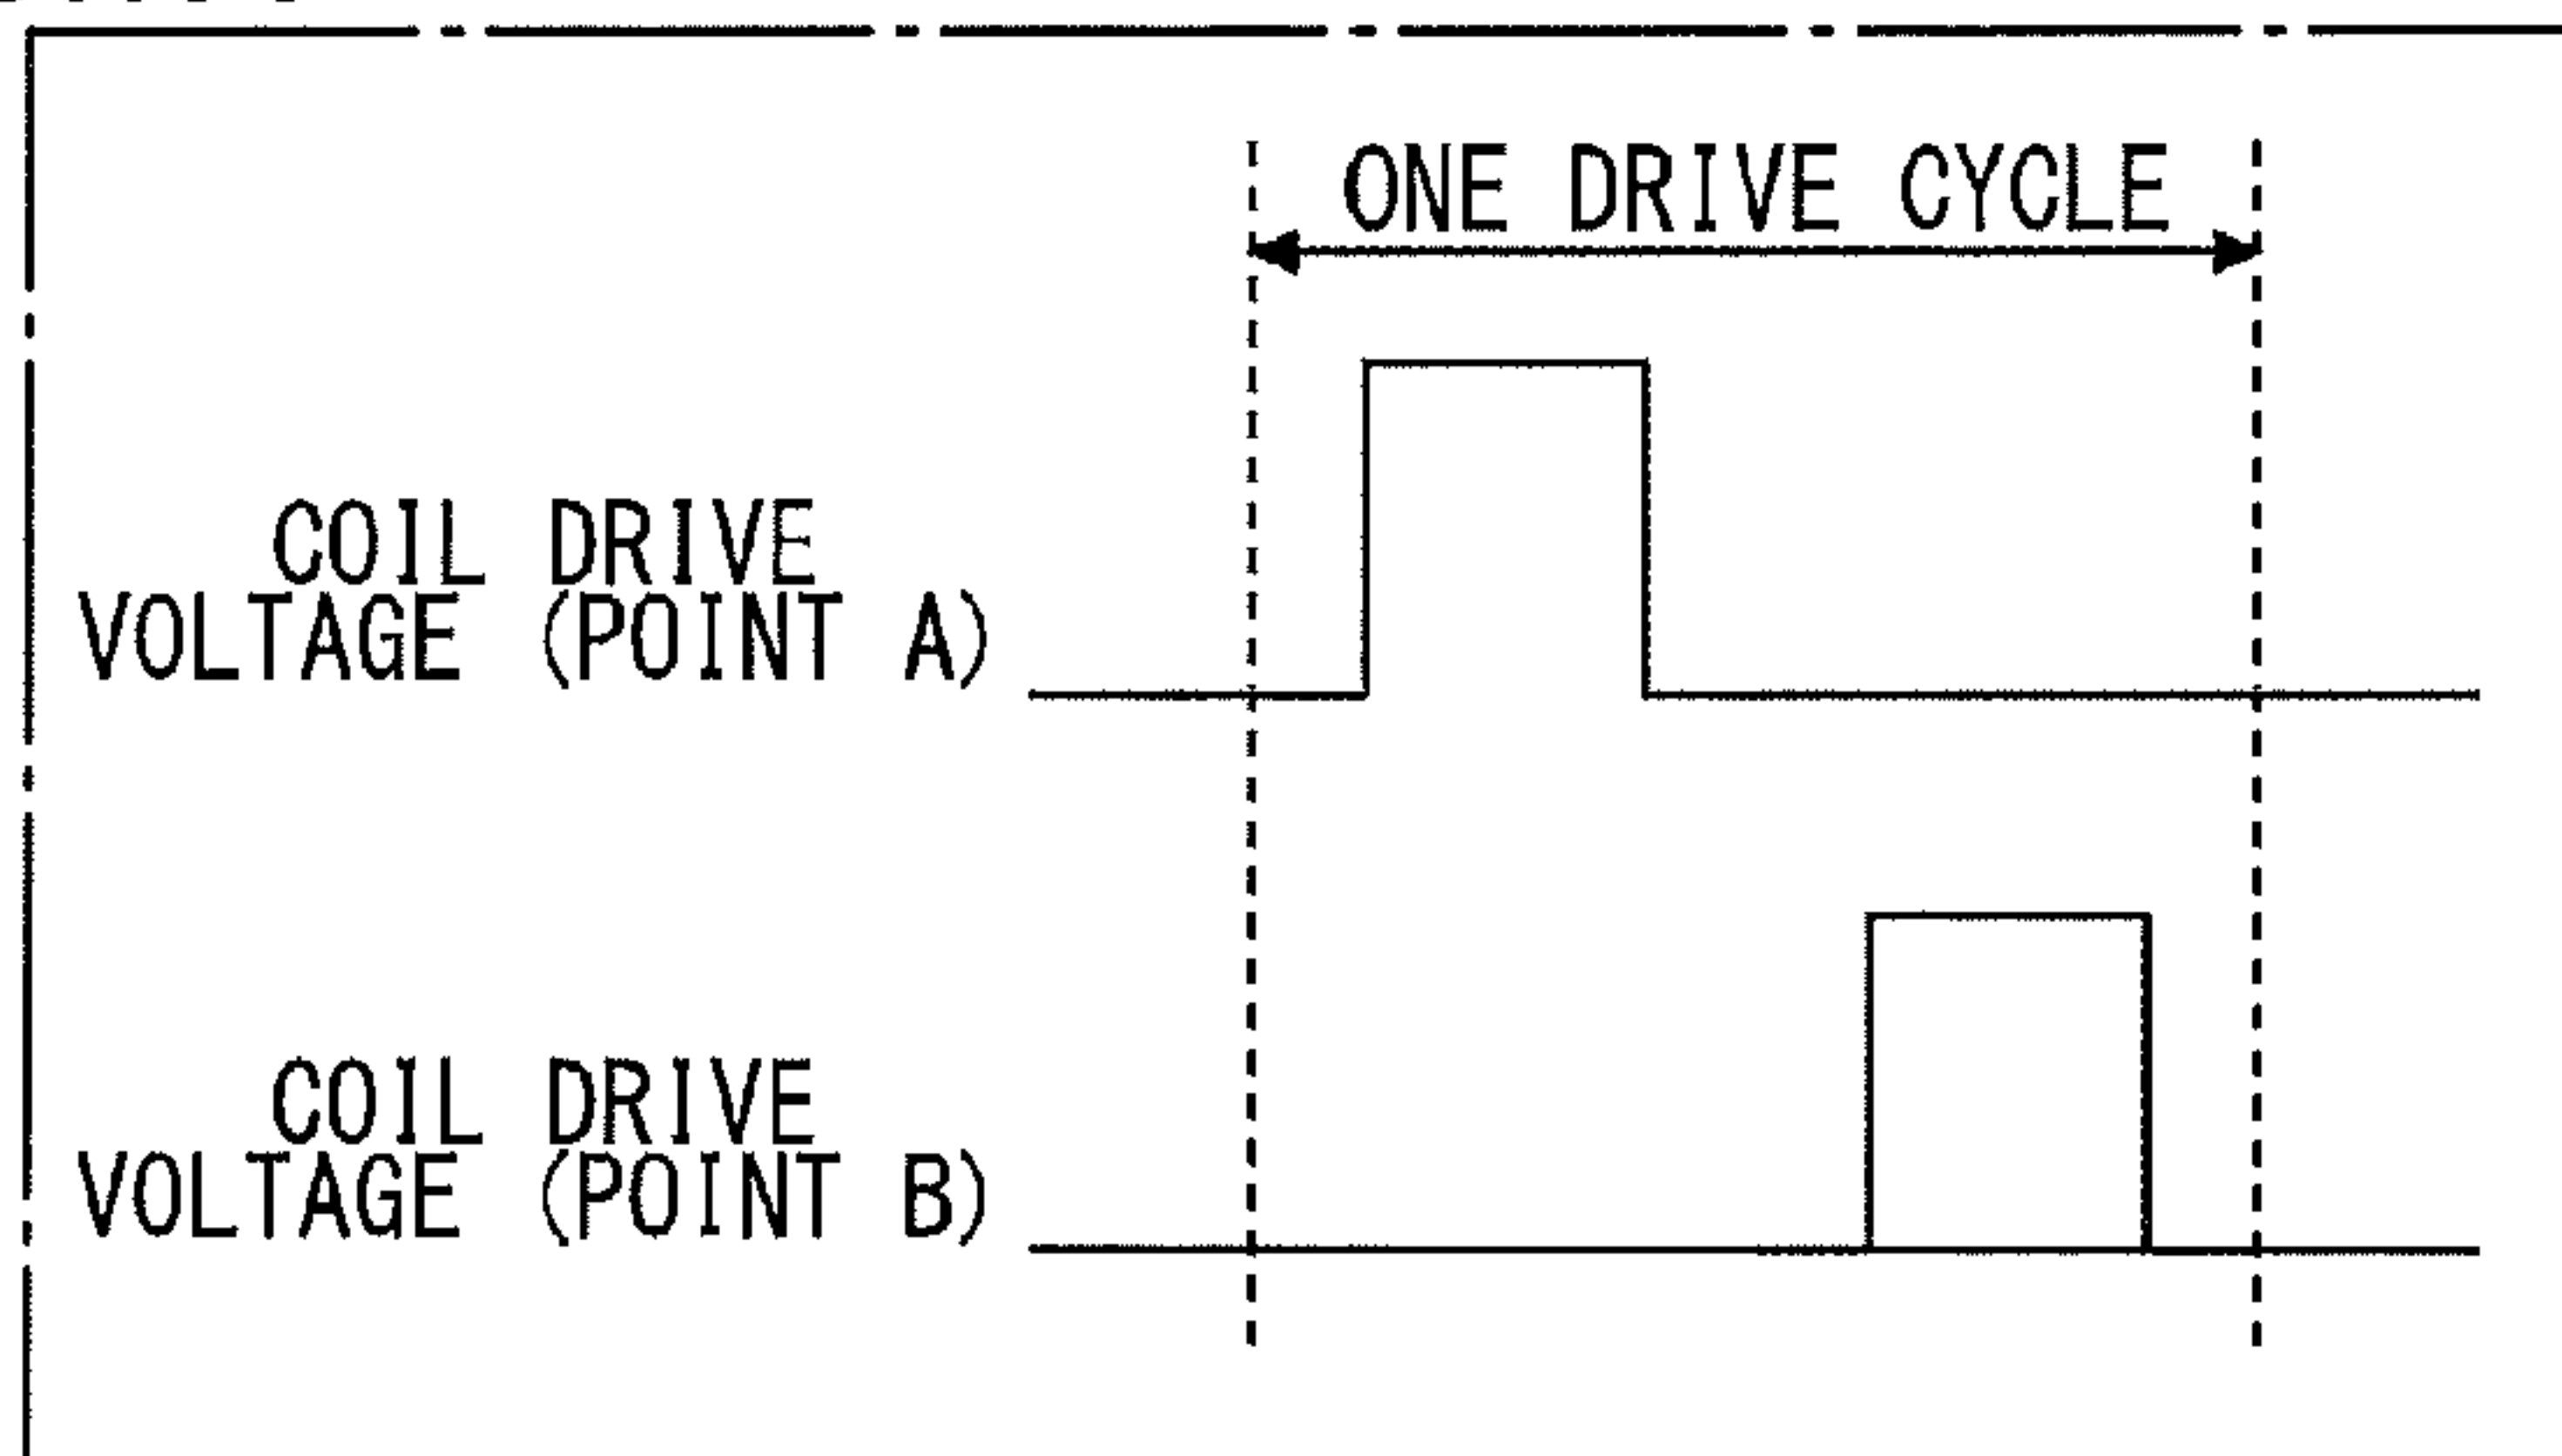 ONE DRIVE CYCLE
COIL DRIVE
VOLTAGE (POINT A)
COIL DRIVE
VOLTAGE (POINT B)